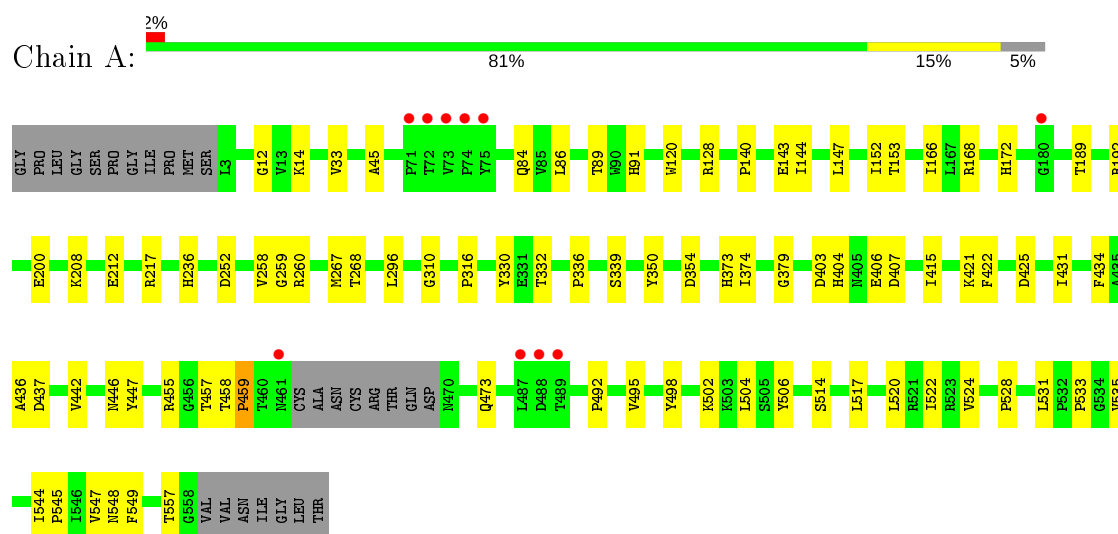 2%
Chain A:
81% 15% 5%
GLY PRO LEU GLY SER PRO GLY ILE PRO MET SER L3 G12 V13 K14 V33 A45 P71 T72 V73 P74 Y75 Q84 V85 L86 T89 W90 H91 W120 R128 P140 E143 I144 L147 I152 T153 I166 L167 R168 H172 G180 T189 R192
E200 K208 E212 R217 H236 D252 V258 G259 R260 M267 T268 L296 G310 P316 Y330 E331 T332 P336 S339 Y350 D354 H373 I374 G379 D403 H404 N405 E406 D407 I415 K421 F422 D425 I431 F434 A435
A436 D437 V442 N446 Y447 R455 G456 T457 T458 P459 T460 N461 CYS ALA ASN CYS ARG THR GLN ASP N470 Q473 L487 D488 T489 P492 V495 Y498 K502 K503 L504 S505 Y506 S514 L517 L520 R521 I522 R523 V524 P528 L531 P532 P533 G534 V535
I544 P545 I546 V547 N548 F549 T557 G558 VAL VAL ASN ILE GLY LEU THR